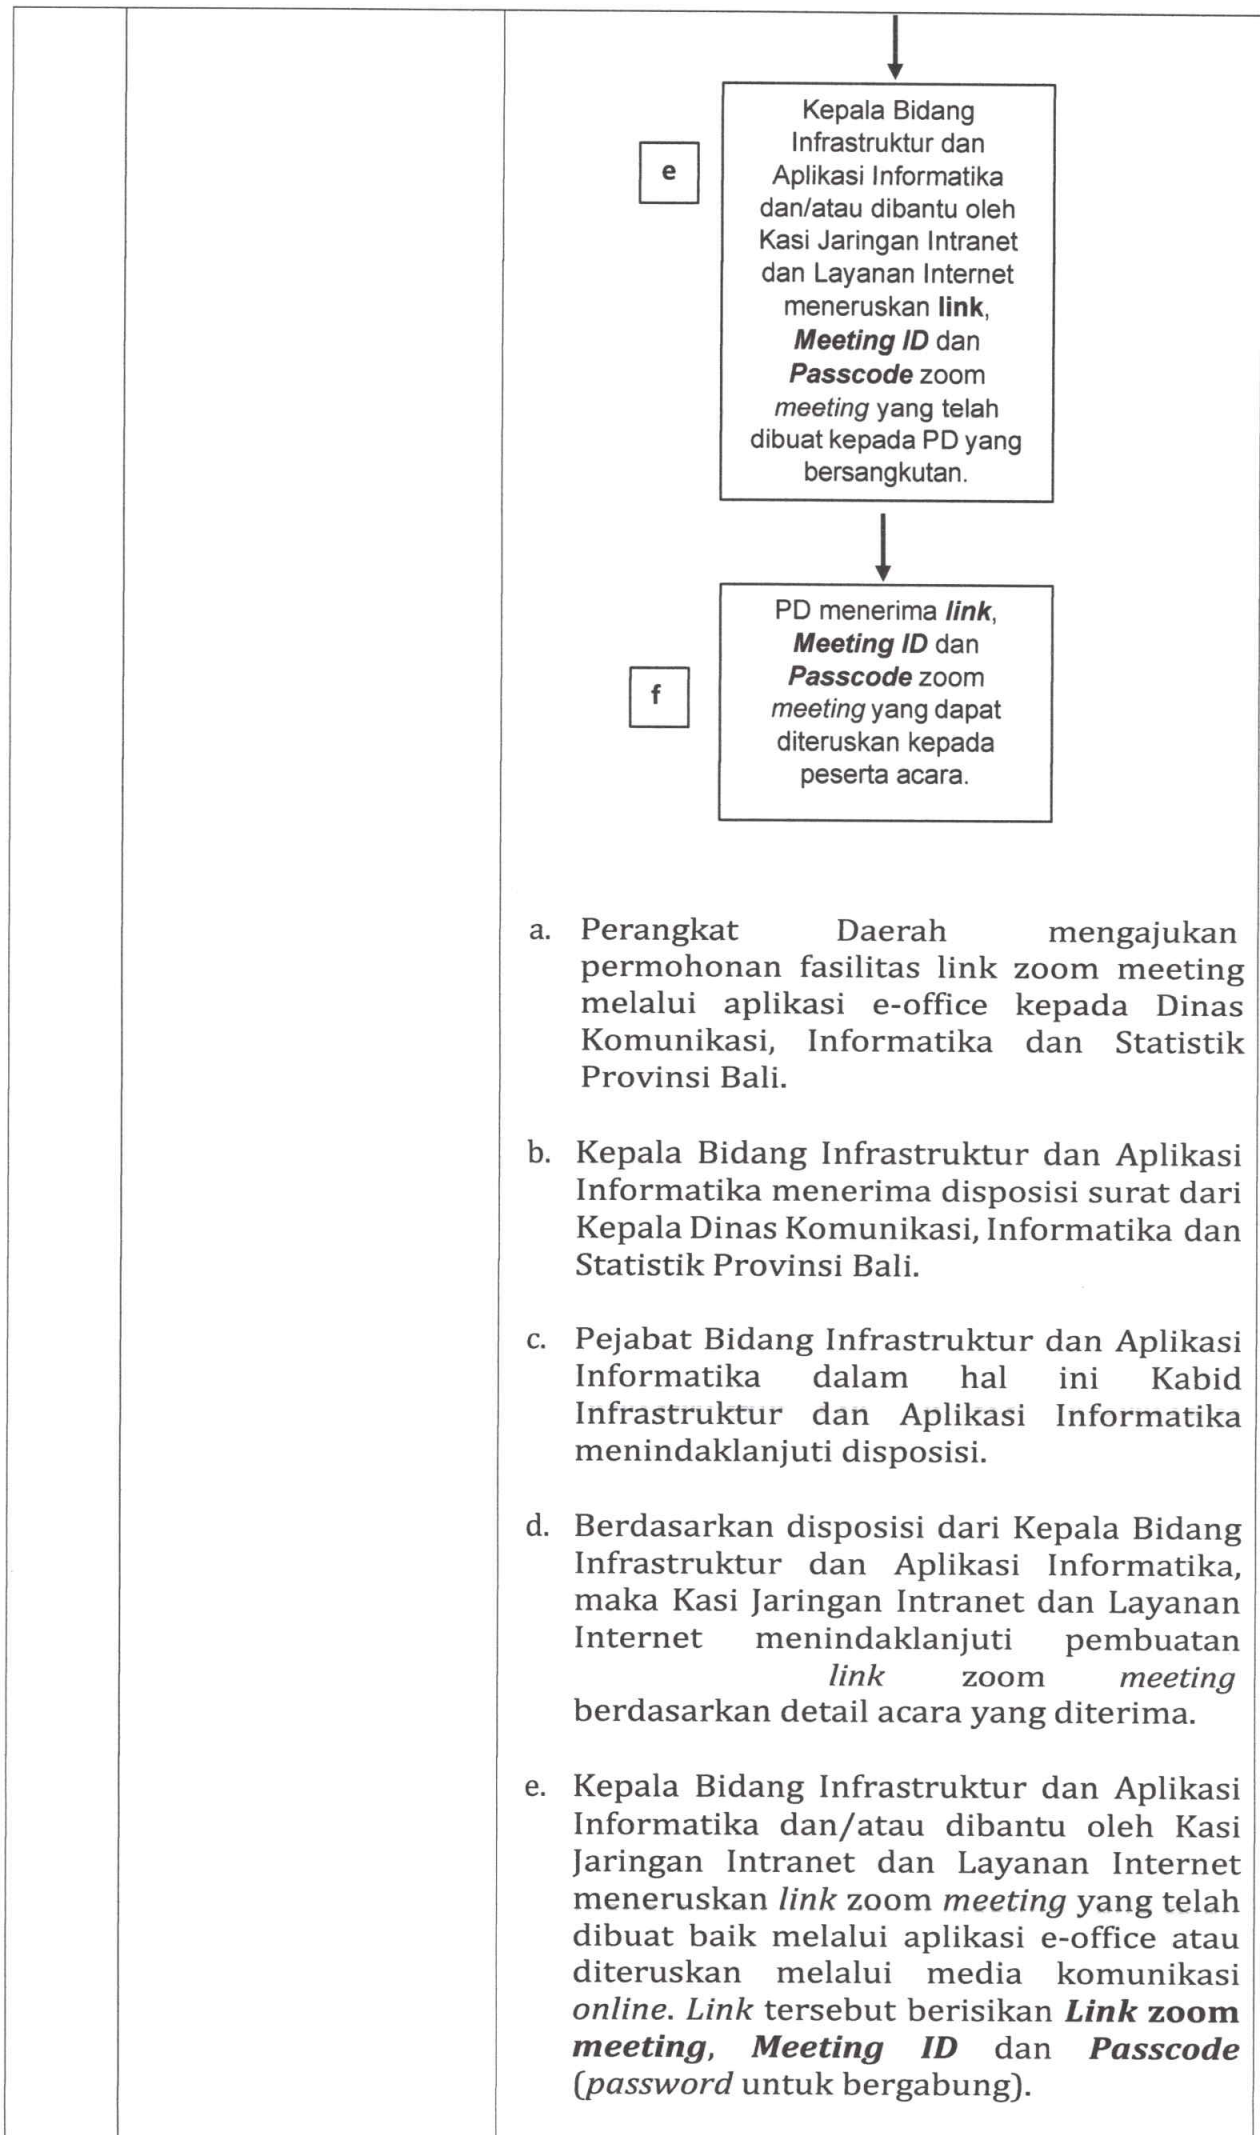 Kepala Bidang
Infrastruktur dan
e
Aplikasi Informatika
dan/atau dibantu oleh
Kasi Jaringan Intranet
dan Layanan Internet
meneruskan link,
Meeting ID dan
Passcode zoom
meeting yang telah
dibuat kepada PD yang
bersangkutan.
PD menerima link,
Meeting ID dan
Passcode zoom
f
meeting yang dapat
diteruskan kepada
peserta acara.
a. Perangkat Daerah mengajukan
permohonan fasilitas link zoom meeting
melalui aplikasi e-office kepada Dinas
Komunikasi, Informatika dan Statistik
Provinsi Bali.
b. Kepala Bidang Infrastruktur dan Aplikasi
Informatika menerima disposisi surat dari
Kepala Dinas Komunikasi, Informatika dan
Statistik Provinsi Bali.
c. Pejabat Bidang Infrastruktur dan Aplikasi
Informatika dalam hal ini Kabid
Infrastruktur dan Aplikasi Informatika
menindaklanjuti disposisi.
d. Berdasarkan disposisi dari Kepala Bidang
Infrastruktur dan Aplikasi Informatika,
maka Kasi Jaringan Intranet dan Layanan
Internet menindaklanjuti pembuatan
link zoom meeting
berdasarkan detail acara yang diterima.
e. Kepala Bidang Infrastruktur dan Aplikasi
Informatika dan/atau dibantu oleh Kasi
Jaringan Intranet dan Layanan Internet
meneruskan link zoom meeting yang telah
dibuat baik melalui aplikasi e-office atau
diteruskan melalui media komunikasi
online. Link tersebut berisikan Link zoom
meeting, Meeting ID dan Passcode
(password untuk bergabung).